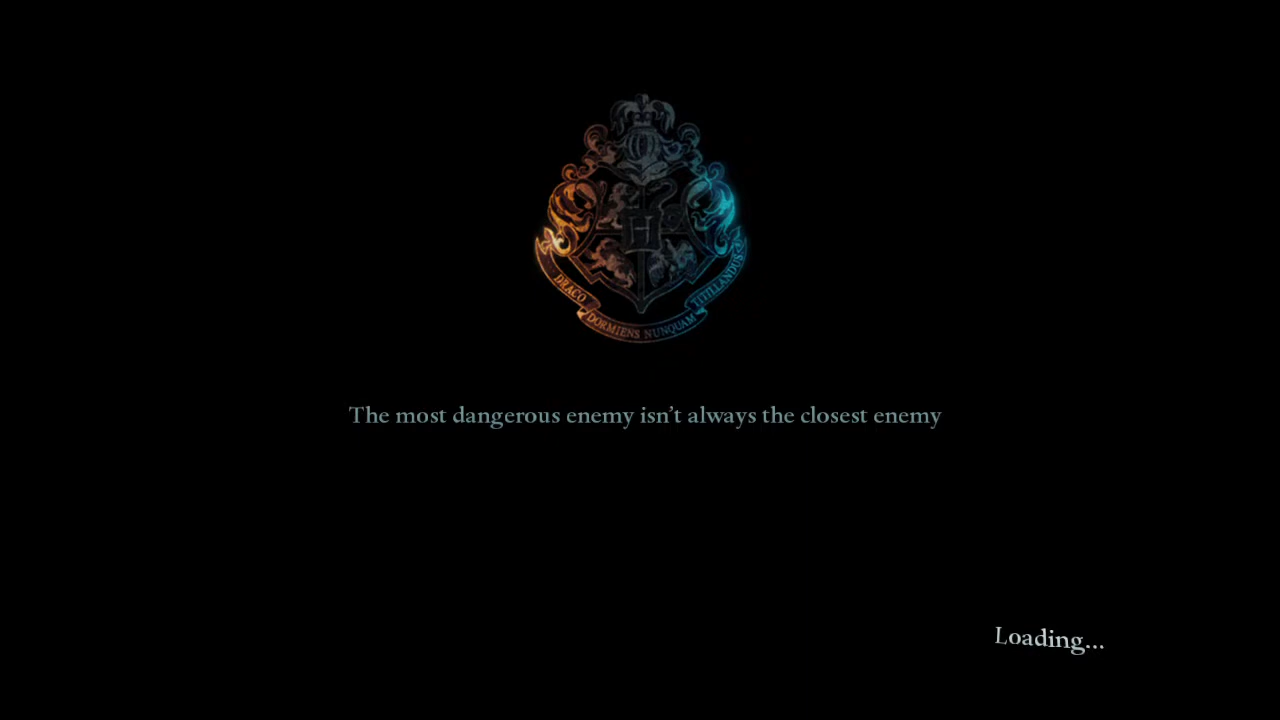 H
DRACO DORMIENS NUNQUAM TITILLANDUS
The most dangerous enemy isn't always the closest enemy
Loading...